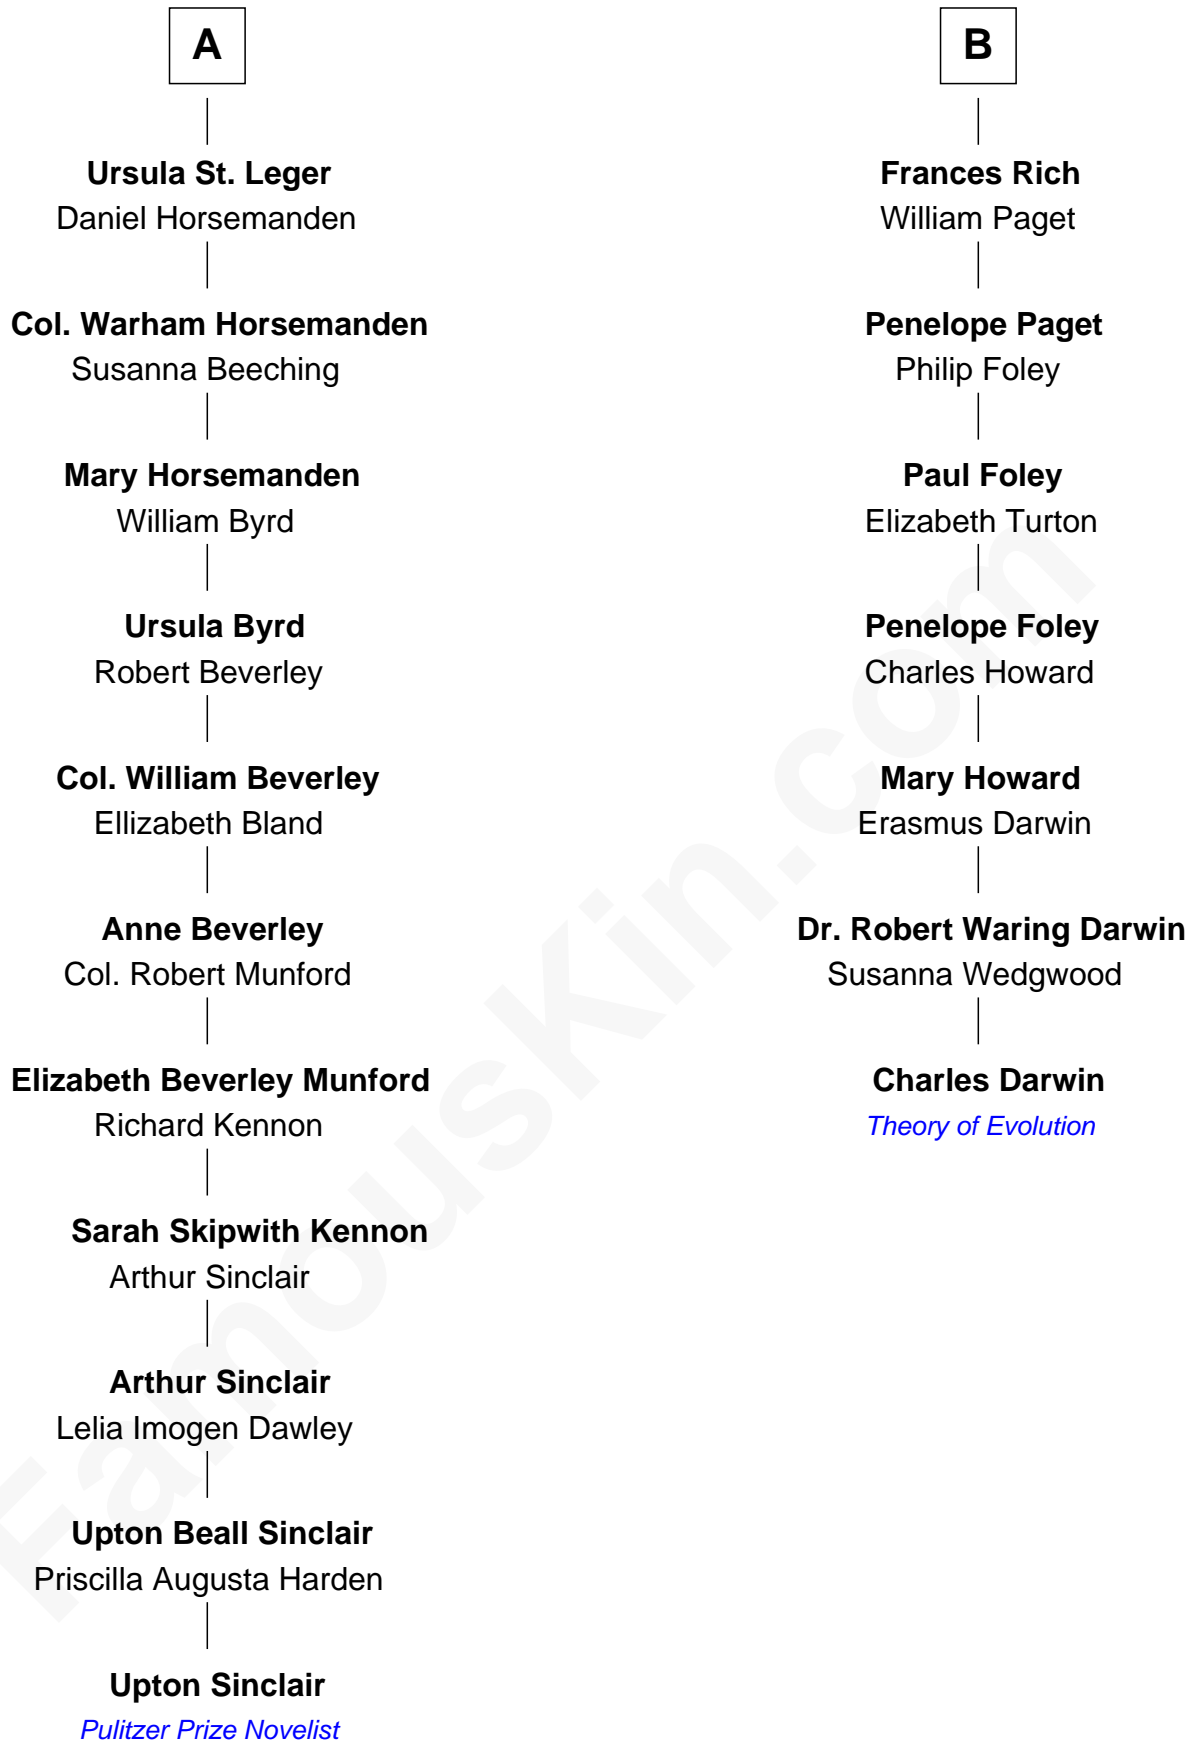 A
Ursula St. Leger
Daniel Horsemanden
Col. Warham Horsemanden
Susanna Beeching
Mary Horsemanden
William Byrd
Ursula Byrd
Robert Beverley
Col. William Beverley
Ellizabeth Bland
Anne Beverley
Col. Robert Munford
Elizabeth Beverley Munford
Richard Kennon
Sarah Skipwith Kennon
Arthur Sinclair
Arthur Sinclair
Lelia Imogen Dawley
Upton Beall Sinclair
Priscilla Augusta Harden
Upton Sinclair
Pulitzer Prize Novelist
B
Frances Rich
William Paget
Penelope Paget
Philip Foley
Paul Foley
Elizabeth Turton
Penelope Foley
Charles Howard
Mary Howard
Erasmus Darwin
Dr. Robert Waring Darwin
Susanna Wedgwood
Charles Darwin
Theory of Evolution
FamousKin.com